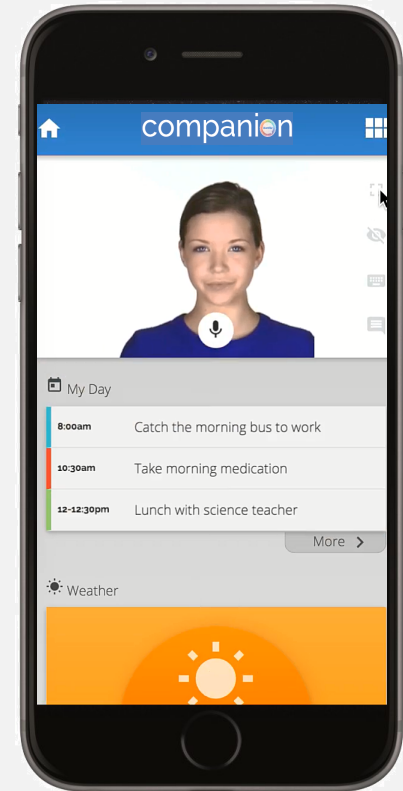 companion
My Day
8:00am Catch the morning bus to work
10:30am Take morning medication
12-12:30pm Lunch with science teacher
More
Weather